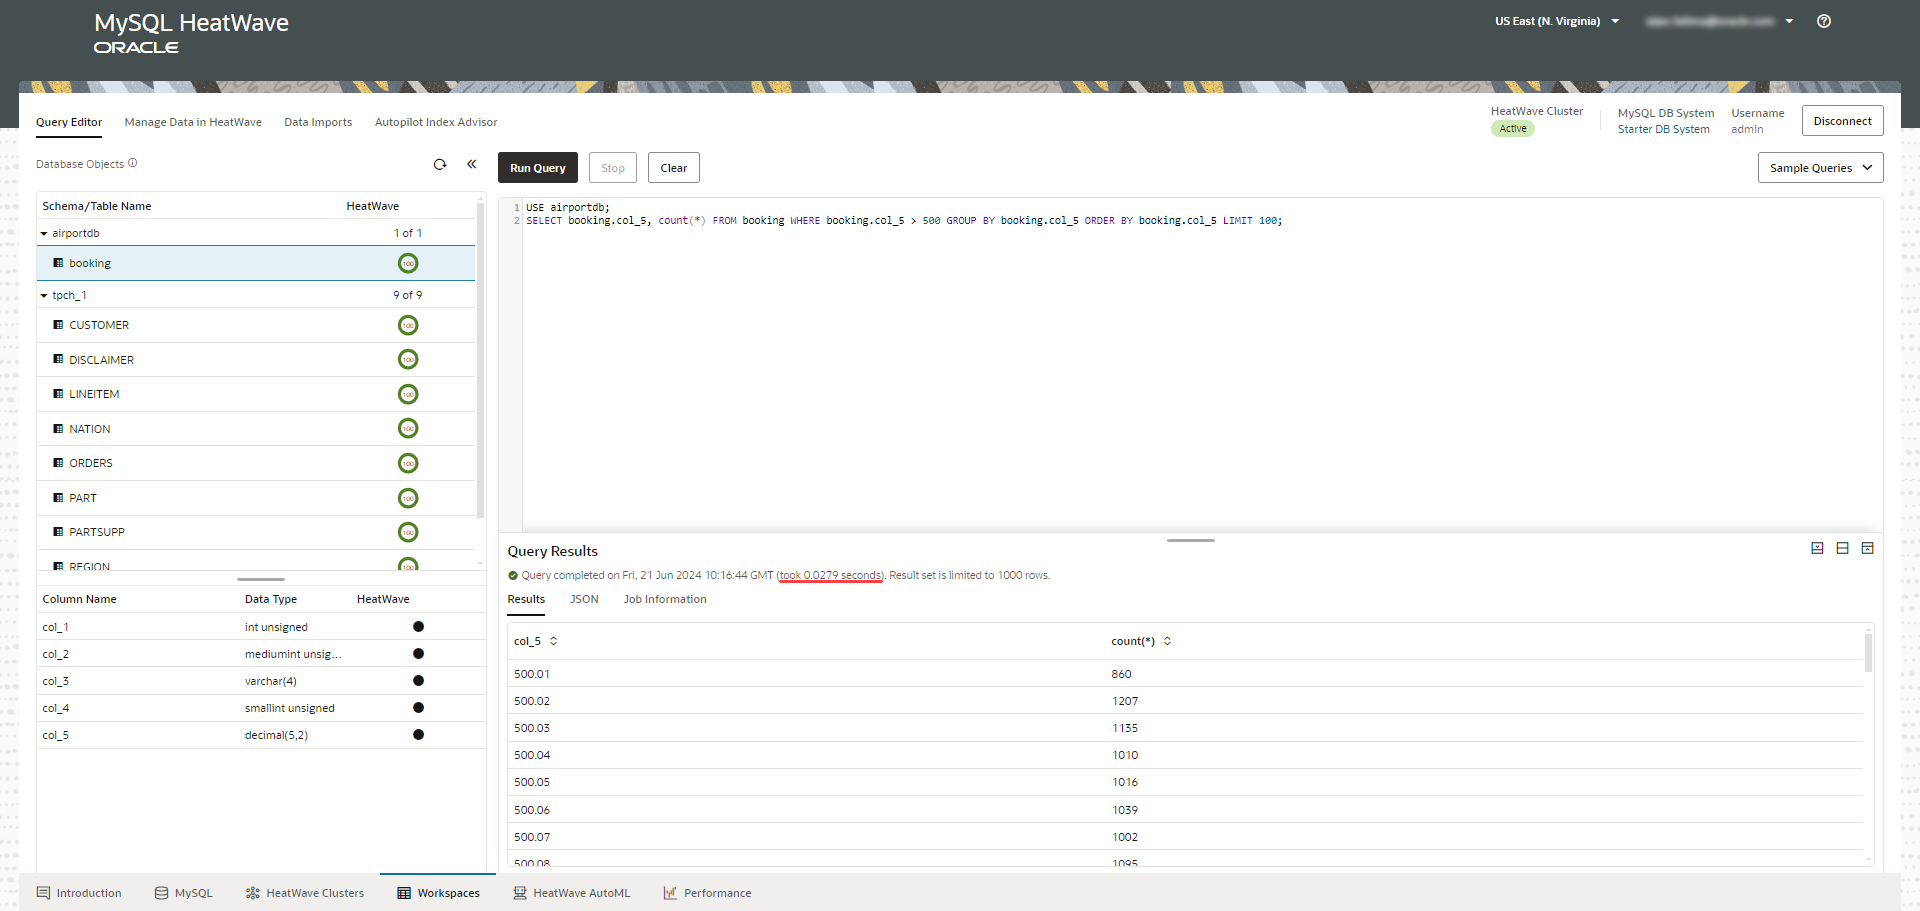 MySQL HeatWave
ORACLE
US East (N. Virginia)
Query Editor
Manage Data in HeatWave
Data Imports
Autopilot Index Advisor
HeatWave Cluster
Active
MySQL DB System
Starter DB System
Username
admin
Disconnect
Database Objects
Run Query
Stop
Clear
Sample Queries
Schema/Table Name HeatWave
airportdb 1 of 1
booking 100
tpch_1 9 of 9
CUSTOMER 100
DISCLAIMER 100
LINEITEM 100
NATION 100
ORDERS 100
PART 100
PARTSUPP 100
REGION 100
1 USE airportdb;
2 SELECT booking.col_5, count(*) FROM booking WHERE booking.col_5 > 500 GROUP BY booking.col_5 ORDER BY booking.col_5 LIMIT 100;
Column Name Data Type HeatWave
col_1 int unsigned
col_2 mediumint unsig...
col_3 varchar(4)
col_4 smallint unsigned
col_5 decimal(5,2)
Query Results
Query completed on Fri, 21 Jun 2024 10:16:44 GMT (took 0.0279 seconds). Result set is limited to 1000 rows.
Results JSON Job Information
col_5 count(*)
500.01 860
500.02 1207
500.03 1135
500.04 1010
500.05 1016
500.06 1039
500.07 1002
500.08 1095
Introduction
MySQL
HeatWave Clusters
Workspaces
HeatWave AutoML
Performance